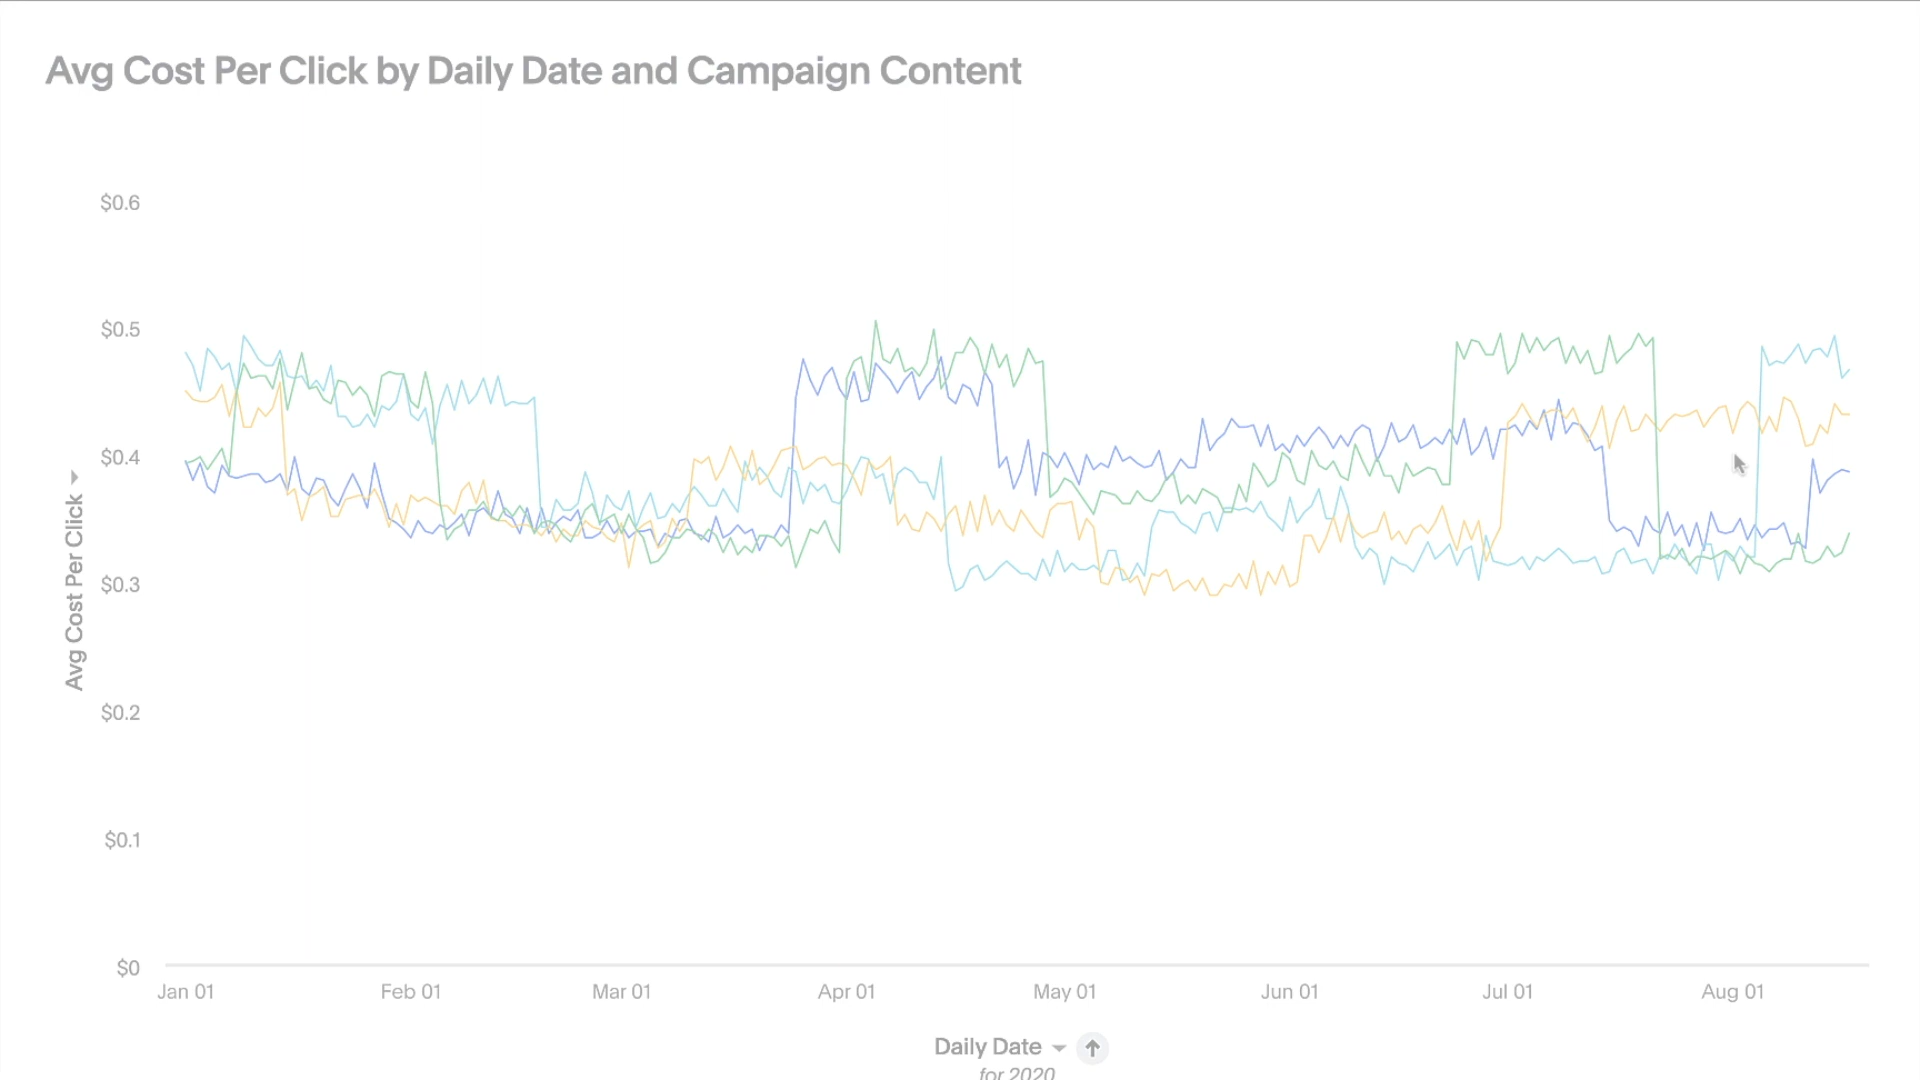 Avg Cost Per Click by Daily Date and Campaign Content
$0.6
$0.5
$0.4
$0.3
$0.2
$0.1
$0
Avg Cost Per Click
Jan 01 Feb 01 Mar 01 Apr 01 May 01 Jun 01 Jul 01 Aug 01
Daily Date
for 2020